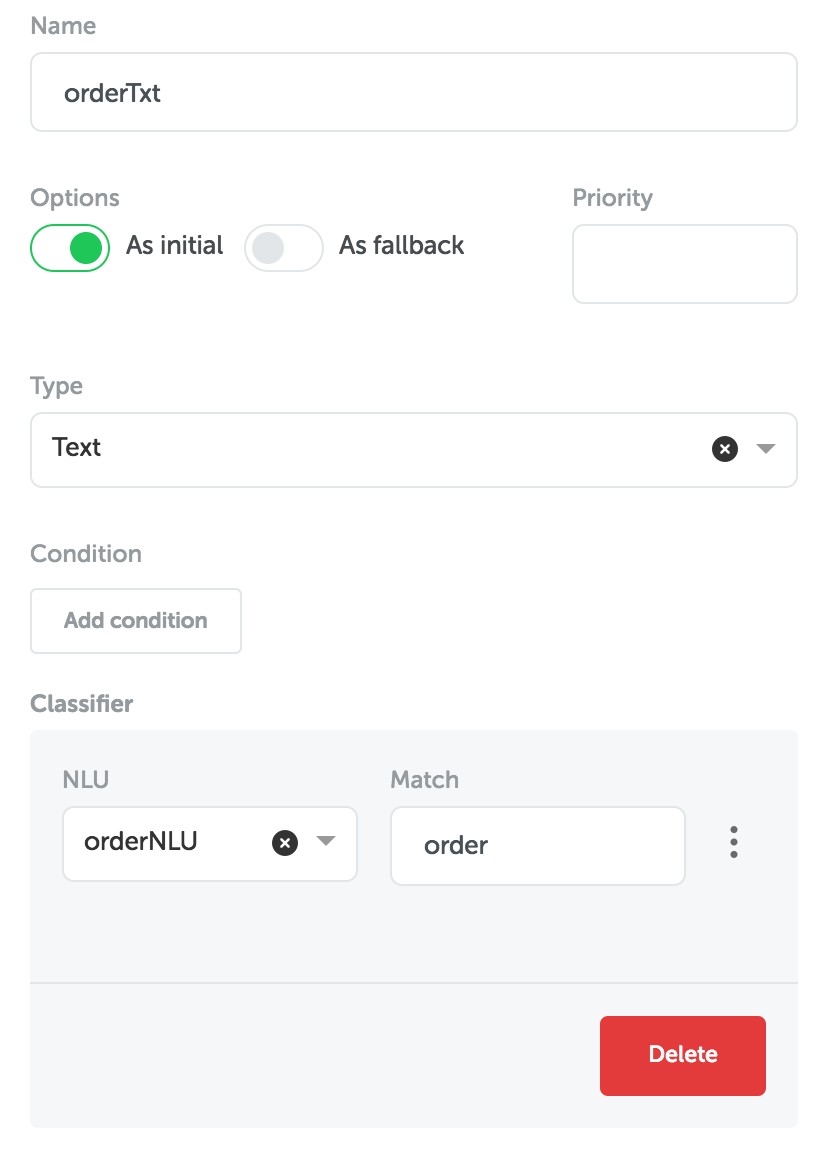 Name
orderTxt
Options
Priority
As initial
As fallback
Type
Text
Condition
Add condition
Classifier
NLU
Match
orderNLU
order
Delete